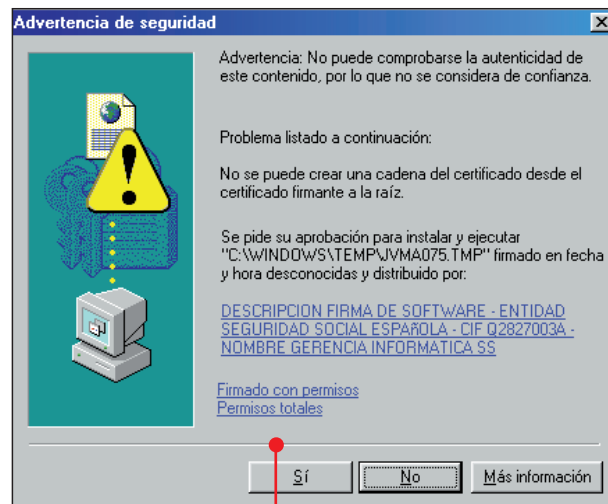 Advertencia de seguridad
Advertencia: No puede comprobarse la autenticidad de
este contenido, por lo que no se considera de confianza.
Problema listado a continuación:
No se puede crear una cadena del certificado desde el
certificado firmante a la raíz.
Se pide su aprobación para instalar y ejecutar
"C:\WINDOWS\TEMP\JVMA075.TMP" firmado en fecha
y hora desconocidas y distribuido por:
DESCRIPCION FIRMA DE SOFTWARE - ENTIDAD
SEGURIDAD SOCIAL ESPAñOLA - CIF Q2827003A -
NOMBRE GERENCIA INFORMATICA SS
Firmado con permisos
Permisos totales
Sí No Más información